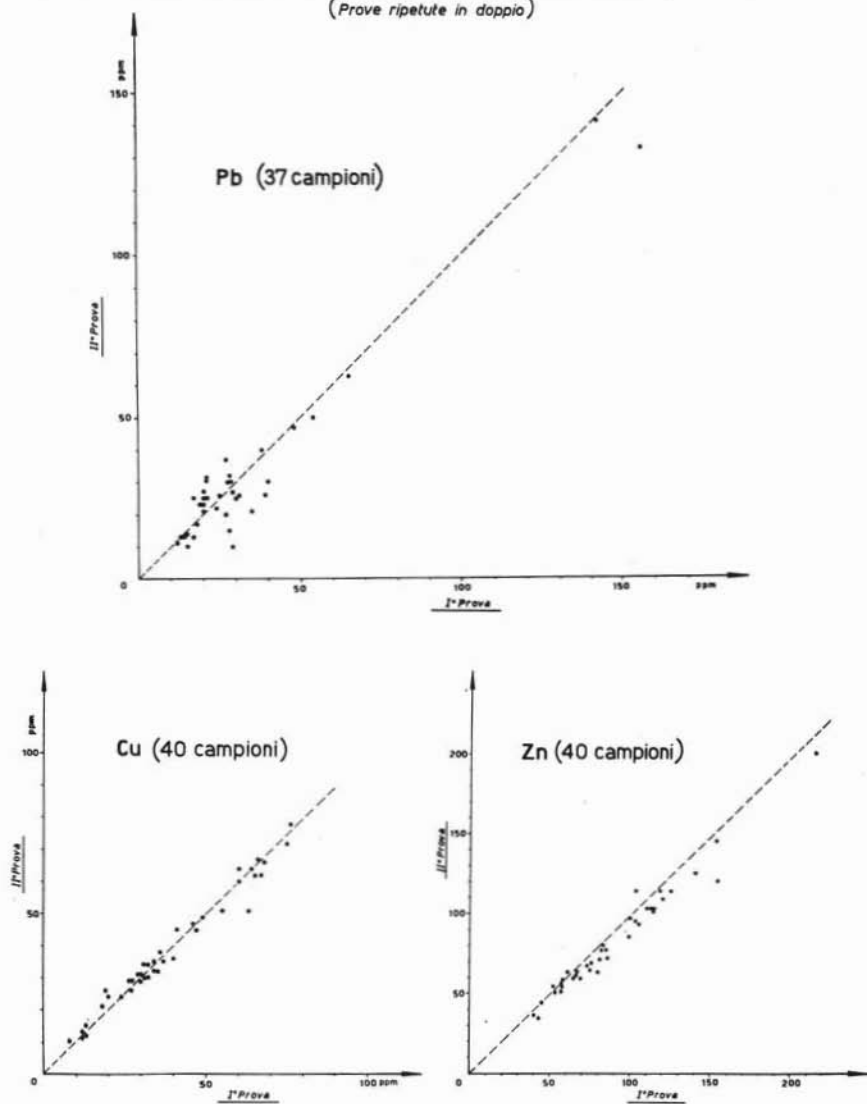 (Prove ripetute in doppio)
ppm
150
Pb (37 campioni)
100
II° Prova
50
0
50
100
150
ppm
I° Prova
ppm
100
Cu (40 campioni)
II° Prova
50
0
50
100 ppm
I° Prova
200
Zn (40 campioni)
150
II° Prova
100
50
0
50
100
150
200
I° Prova